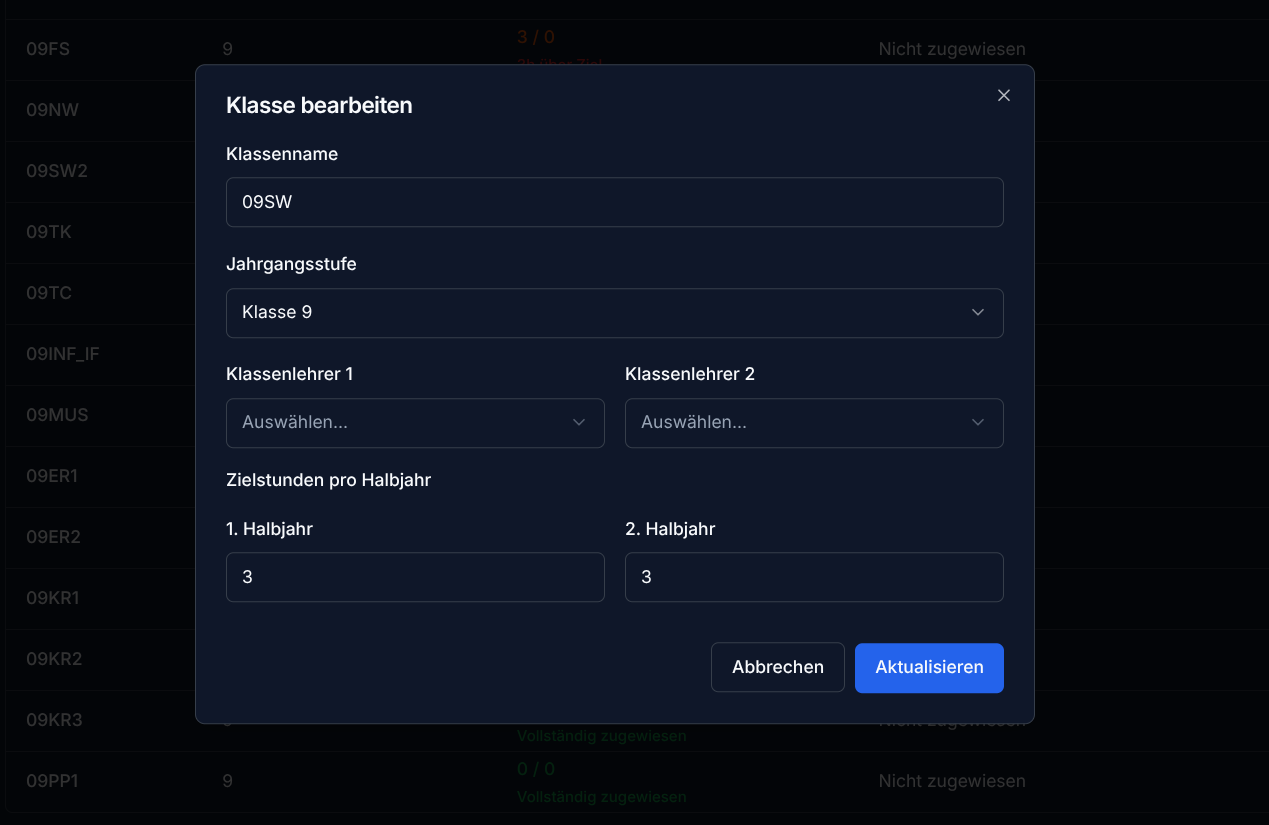 3 / 0
09FS 9 Nicht zugewiesen
Klasse bearbeiten
09NW
Klassenname
09SW2
09SW
09TK
Jahrgangsstufe
09TC
Klasse 9
09INF_IF
Klassenlehrer 1 Klassenlehrer 2
09MUS
Auswählen... Auswählen...
09ER1
Zielstunden pro Halbjahr
09ER2
1. Halbjahr 2. Halbjahr
3 3
09KR1
09KR2
Abbrechen Aktualisieren
09KR3 Nicht zugewiesen
Vollständig zugewiesen
0 / 0
09PP1 9 Nicht zugewiesen
Vollständig zugewiesen